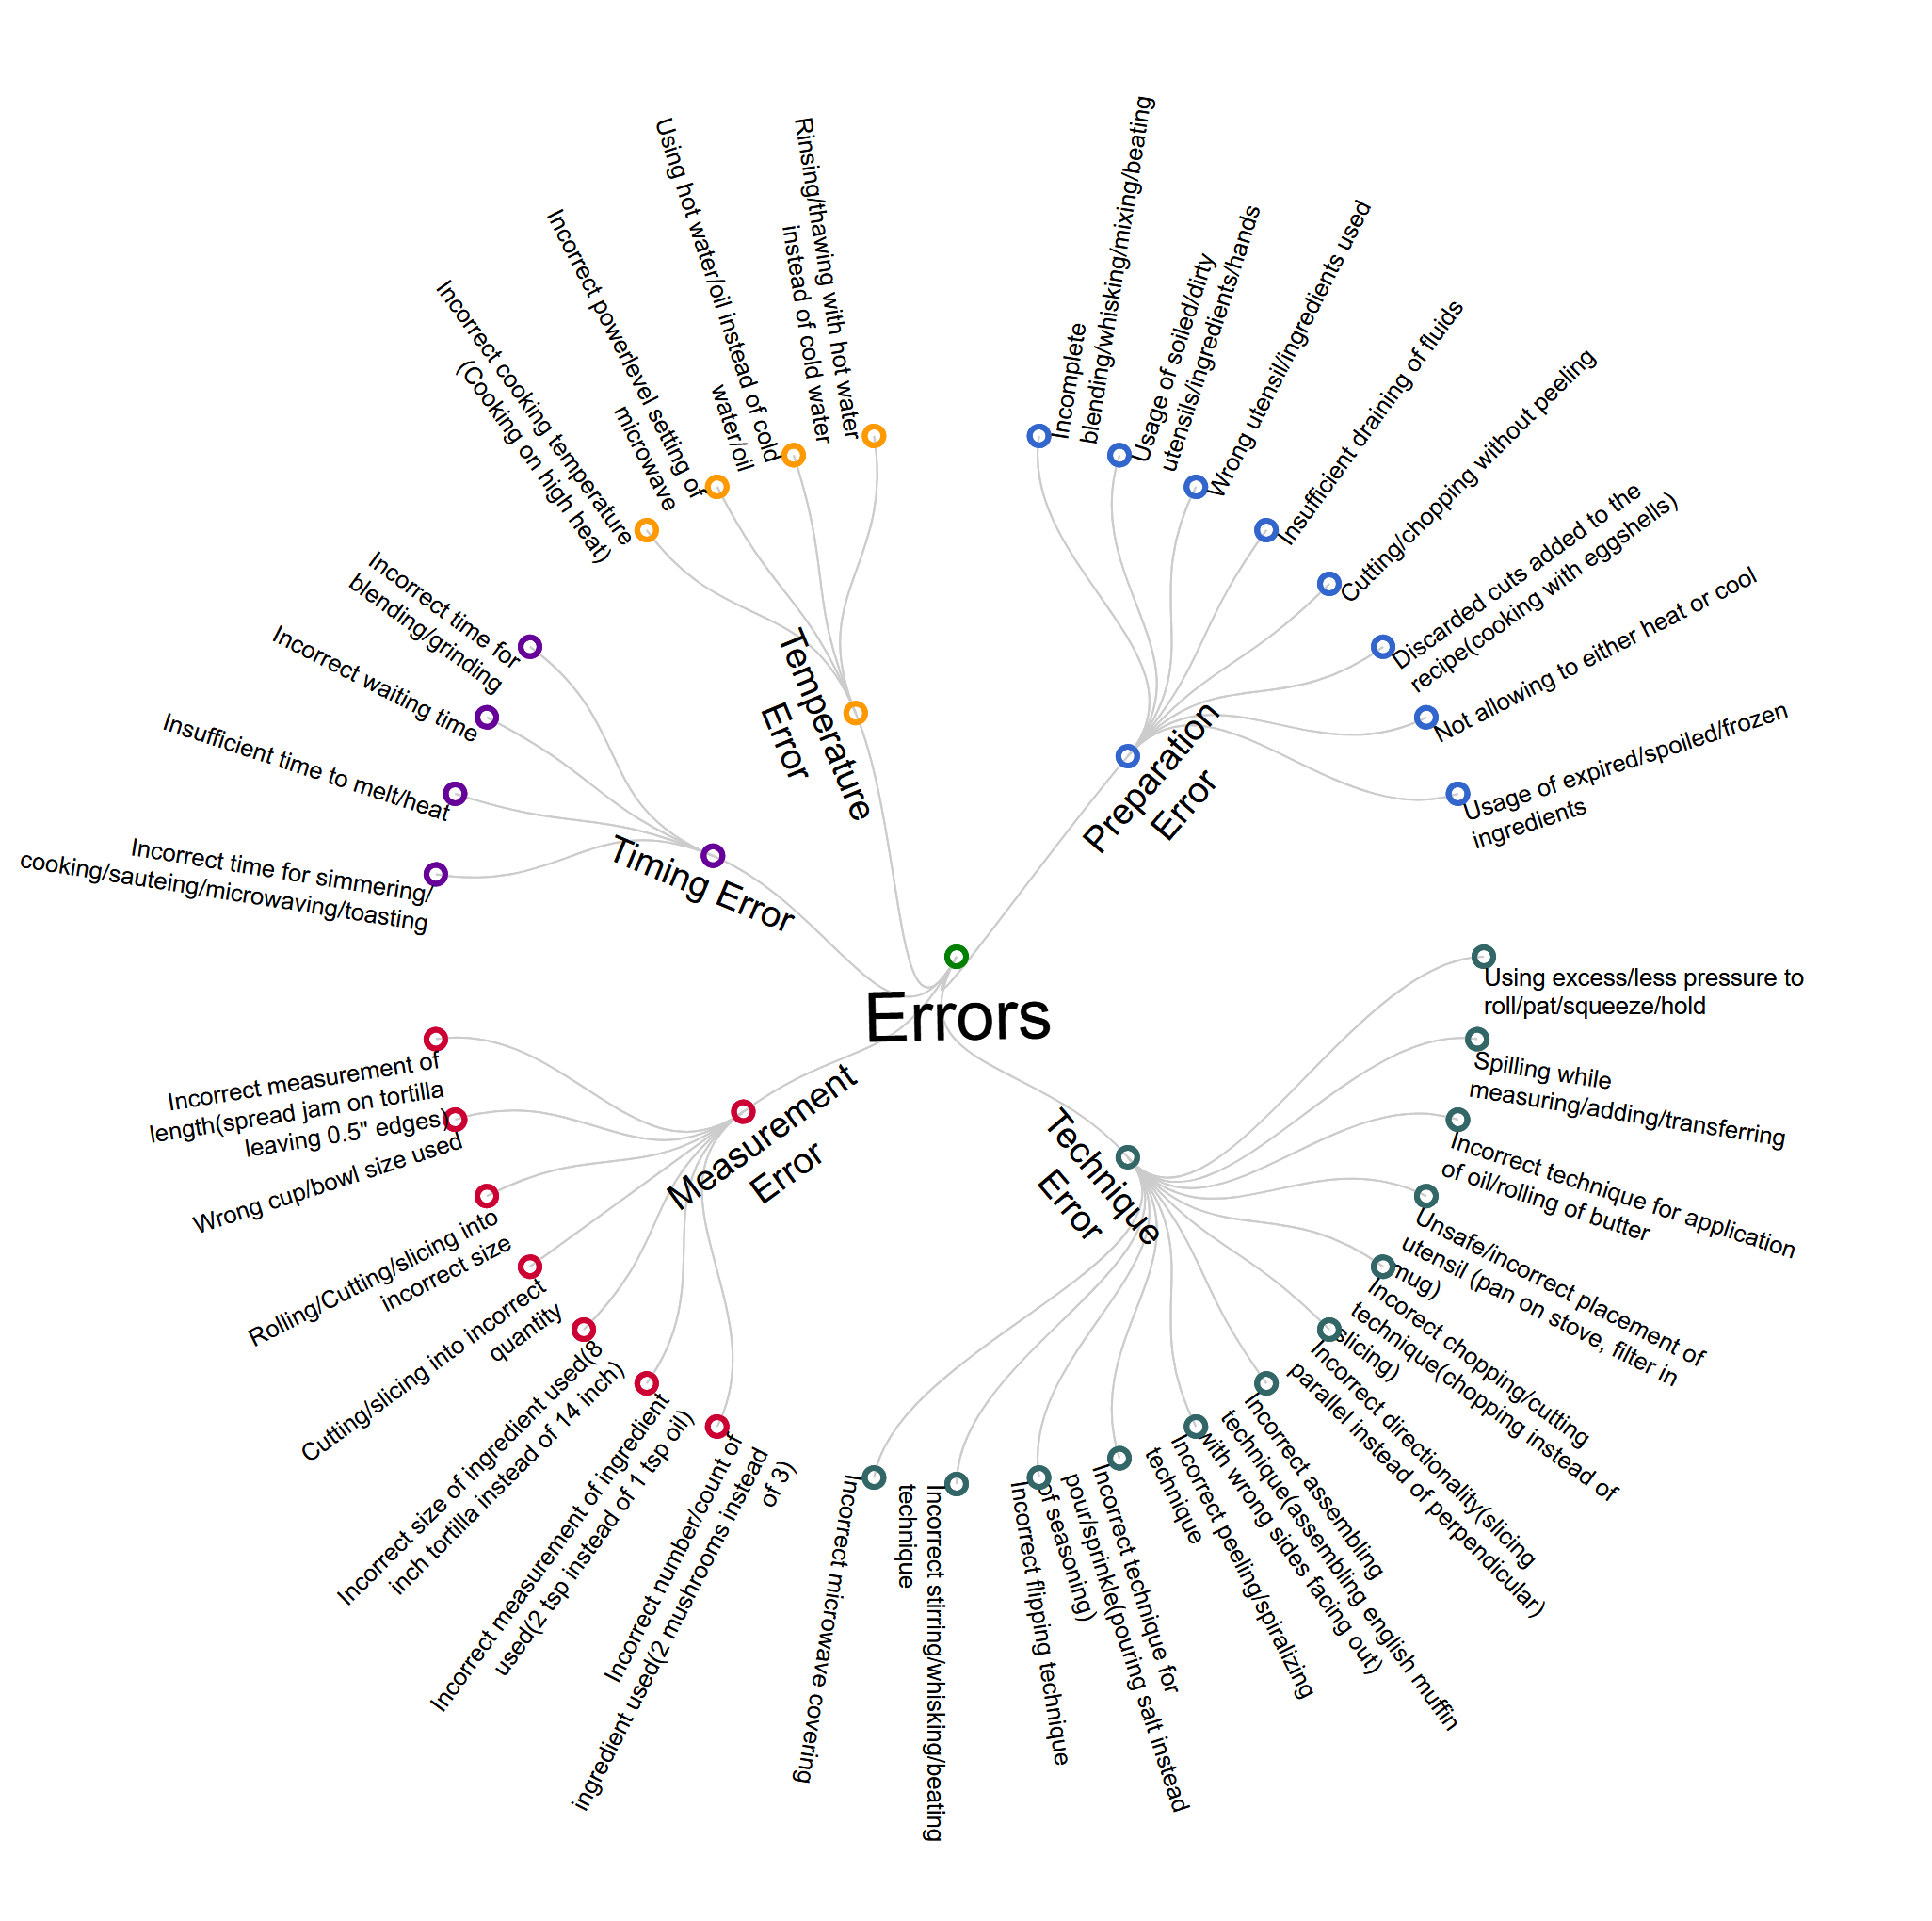 Errors
Temperature
Error
Rinsing/thawing with hot water
instead of cold water
Using hot water/oil instead of cold
water/oil
Incorrect powerlevel setting of
microwave
Incorrect cooking temperature
(Cooking on high heat)
Timing Error
Incorrect time for
blending/grinding
Incorrect waiting time
Insufficient time to melt/heat
Incorrect time for simmering/
cooking/sauteing/microwaving/toasting
Measurement
Error
Incorrect measurement of
length(spread jam on tortilla
leaving 0.5" edges)
Wrong cup/bowl size used
Rolling/Cutting/slicing into
incorrect size
Cutting/slicing into incorrect
quantity
Incorrect size of ingredient used(8
inch tortilla instead of 14 inch)
Incorrect measurement of ingredient
used(2 tsp instead of 1 tsp oil)
Incorrect number/count of
ingredient used(2 mushrooms instead
of 3)
Preparation
Error
Incomplete
blending/whisking/mixing/beating
Usage of soiled/dirty
utensils/ingredients/hands
Wrong utensil/ingredients used
Insufficient draining of fluids
Cutting/chopping without peeling
Discarded cuts added to the
recipe(cooking with eggshells)
Not allowing to either heat or cool
Usage of expired/spoiled/frozen
ingredients
Technique
Error
Using excess/less pressure to
roll/pat/squeeze/hold
Spilling while
measuring/adding/transferring
Incorrect technique for application
of oil/rolling of butter
Unsafe/incorrect placement of
utensil (pan on stove, filter in
mug)
Incorrect chopping/cutting
technique(chopping instead of
slicing)
Incorrect directionality(slicing
parallel instead of perpendicular)
Incorrect assembling
technique(assembling english muffin
with wrong sides facing out)
Incorrect peeling/spiralizing
technique
Incorrect technique for
pour/sprinkle(pouring salt instead
of seasoning)
Incorrect flipping technique
Incorrect stirring/whisking/beating
technique
Incorrect microwave covering